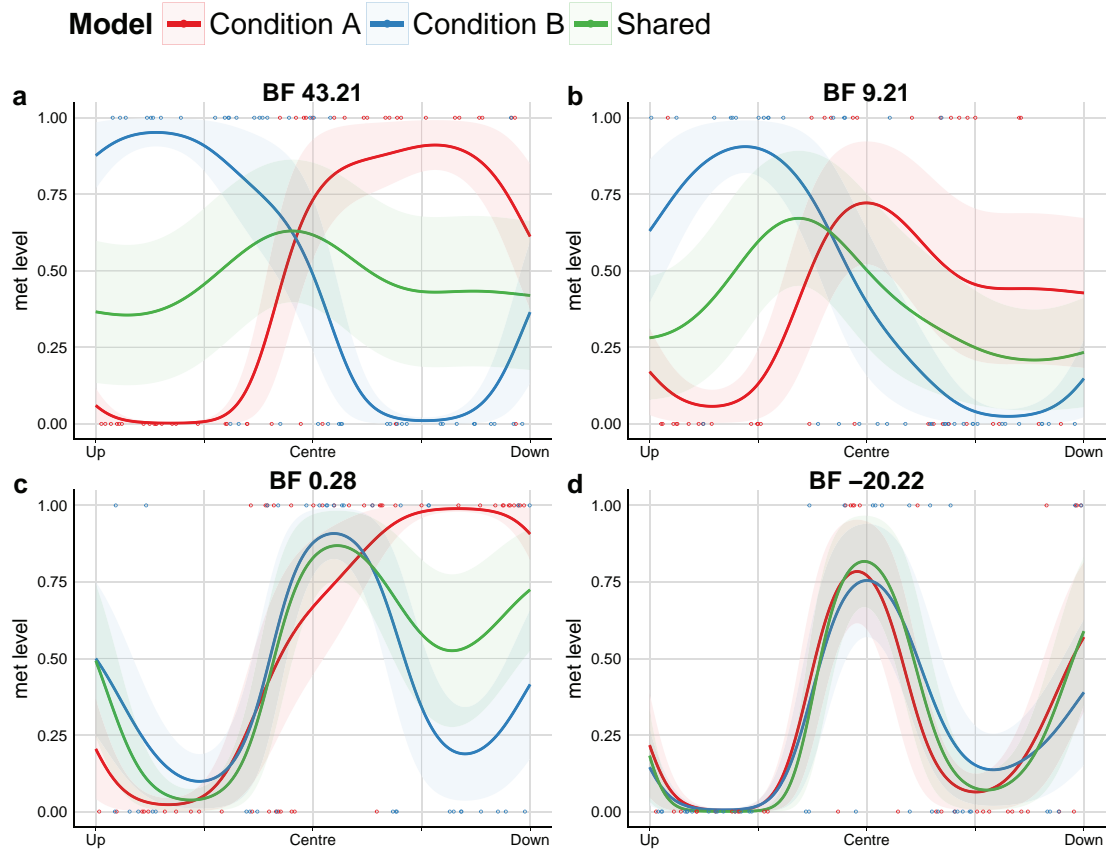 Model Condition A Condition B Shared
a BF 43.21
met level
1.00
0.75
0.50
0.25
0.00
Up Centre Down
b BF 9.21
met level
1.00
0.75
0.50
0.25
0.00
Up Centre Down
c BF 0.28
met level
1.00
0.75
0.50
0.25
0.00
Up Centre Down
d BF −20.22
met level
1.00
0.75
0.50
0.25
0.00
Up Centre Down